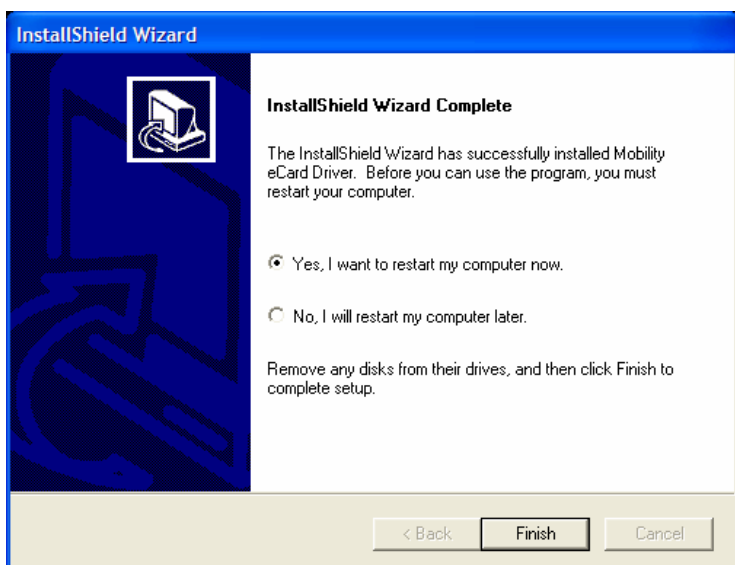 InstallShield Wizard
InstallShield Wizard Complete
The InstallShield Wizard has successfully installed Mobility
eCard Driver.  Before you can use the program, you must
restart your computer.
Yes, I want to restart my computer now.
No, I will restart my computer later.
Remove any disks from their drives, and then click Finish to
complete setup.
< Back
Finish
Cancel